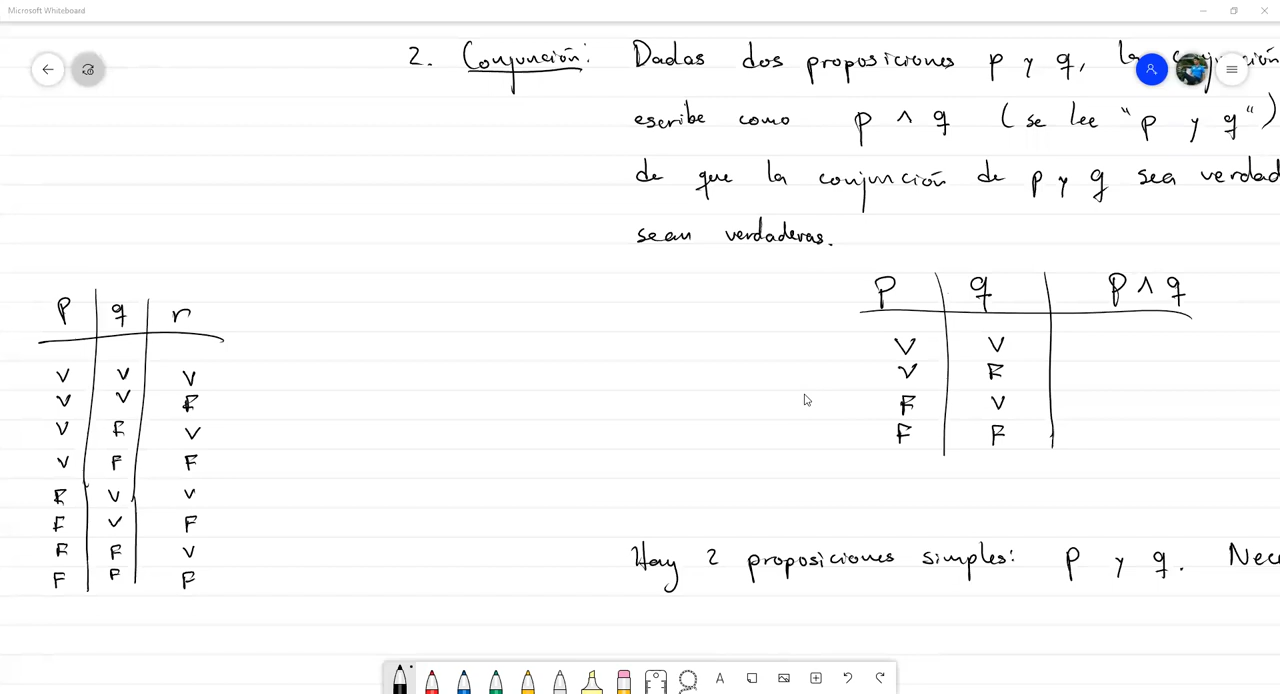 Microsoft Whiteboard
2. Conjunción: Dadas dos proposiciones p y q, la
escribe como p ∧ q (se lee "p y q")
de que la conjunción de p y q sea verdad
sean verdaderas.
p q p ∧ q
V V
V F
F V
F F
p q r
V V V
V V F
V F V
V F F
F V V
F V F
F F V
F F F
Hay 2 proposiciones simples: p y q. Nece
A